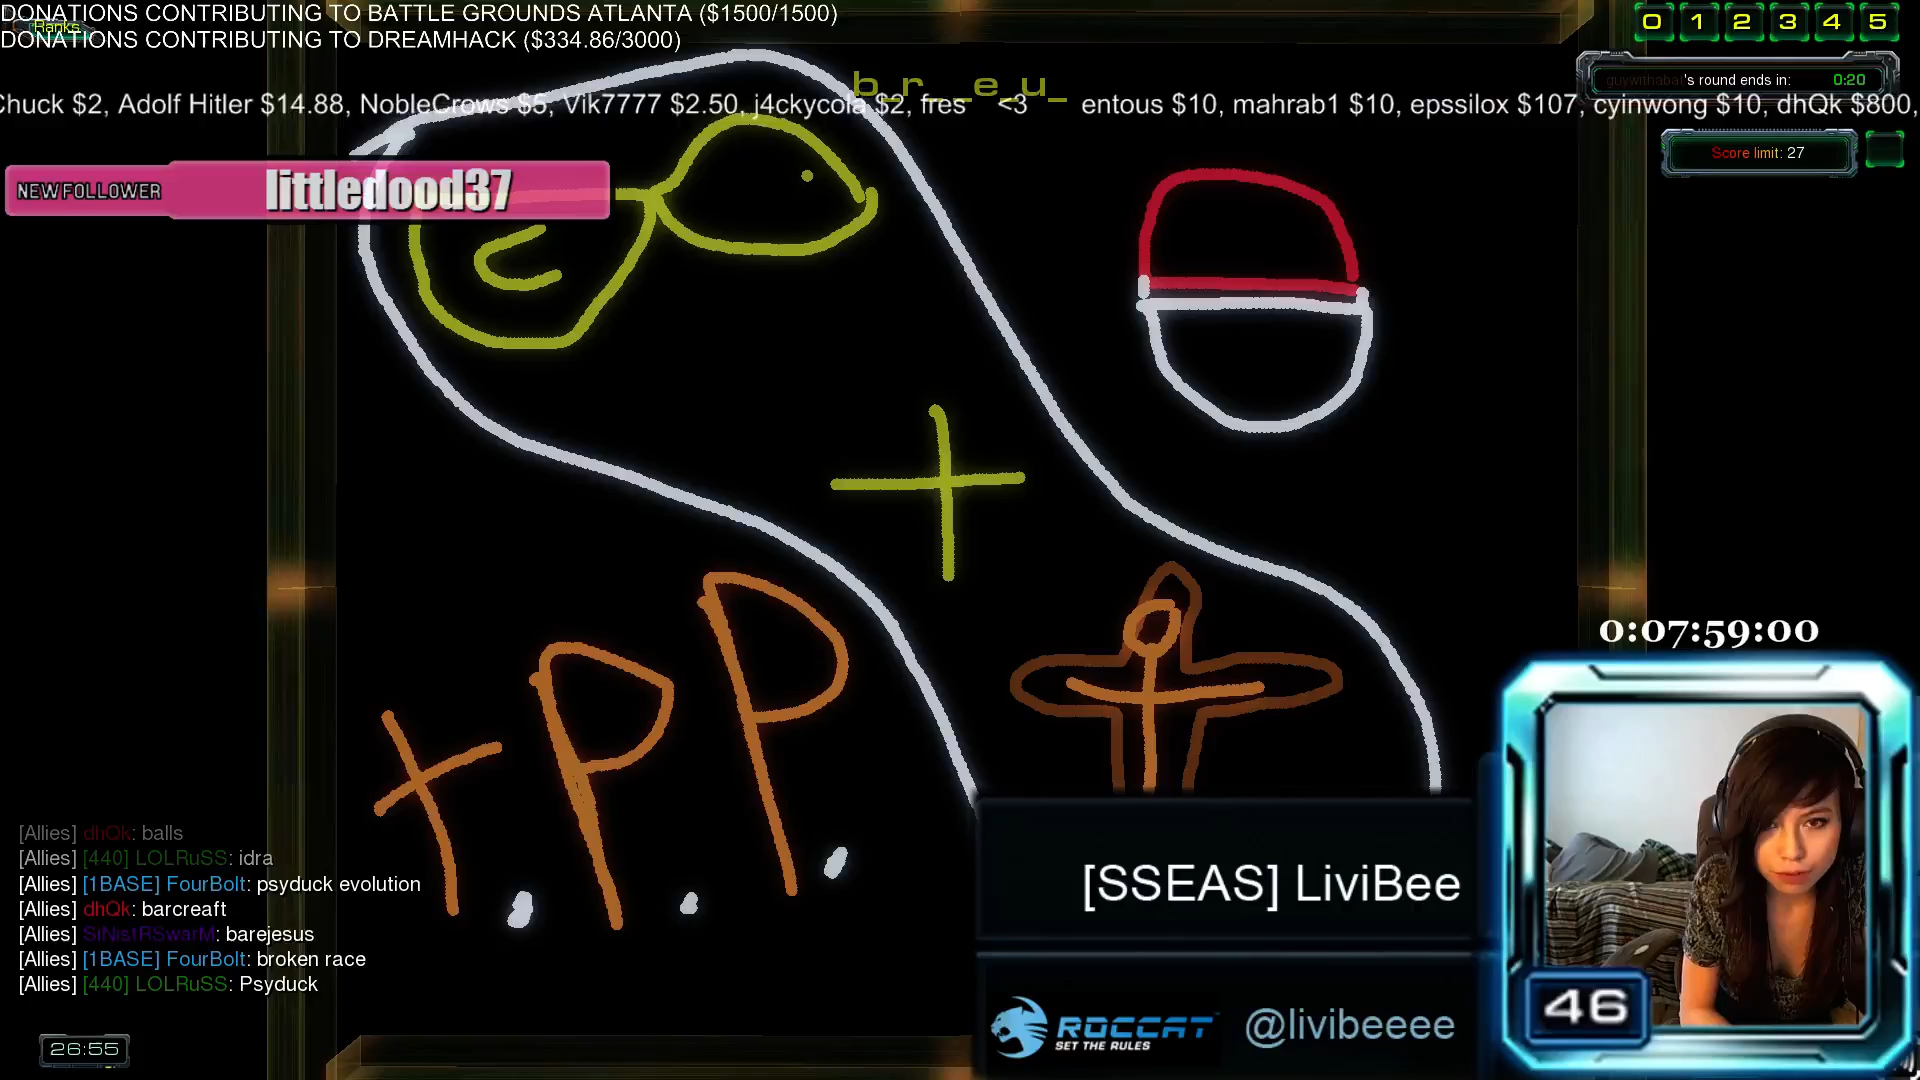 DONATIONS CONTRIBUTING TO BATTLE GROUNDS ATLANTA ($1500/1500)
Ranks
DONATIONS CONTRIBUTING TO DREAMHACK ($334.86/3000)
0 1 2 3 4 5
guywithabat's round ends in: 0:20
b_r__e_u_
Chuck $2, Adolf Hitler $14.88, NobleCrows $5, Vik7777 $2.50, j4ckycola $2, fres <3 entous $10, mahrab1 $10, epssilox $107, cyinwong $10, dhQk $800,
Score limit: 27
NEW FOLLOWER littledood37
+PP
0:07:59:00
[Allies] dhQk: balls
[Allies] [440] LOLRuSS: idra
[Allies] [1BASE] FourBolt: psyduck evolution
[Allies] dhQk: barcreaft
[Allies] SiNistRSwarM: barejesus
[Allies] [1BASE] FourBolt: broken race
[Allies] [440] LOLRuSS: Psyduck
[SSEAS] LiviBee
46
ROCCAT
SET THE RULES
@livibeeee
26:55